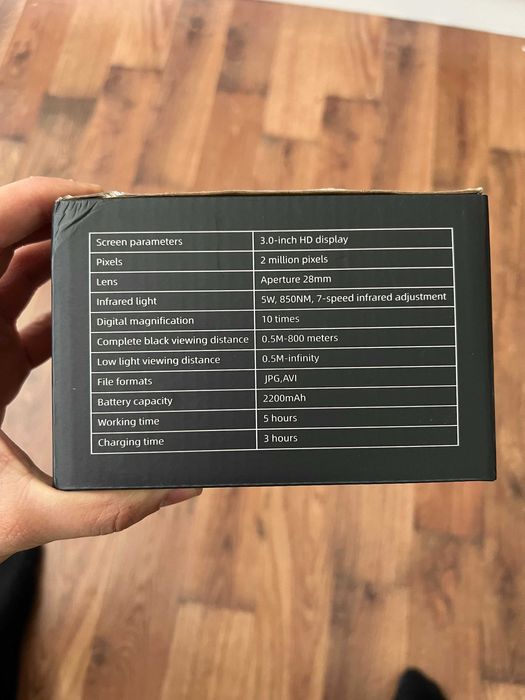 Screen parameters 3.0-inch HD display
Pixels 2 million pixels
Lens Aperture 28mm
Infrared light 5W, 850NM, 7-speed infrared adjustment
Digital magnification 10 times
Complete black viewing distance 0.5M-800 meters
Low light viewing distance 0.5M-infinity
File formats JPG,AVI
Battery capacity 2200mAh
Working time 5 hours
Charging time 3 hours